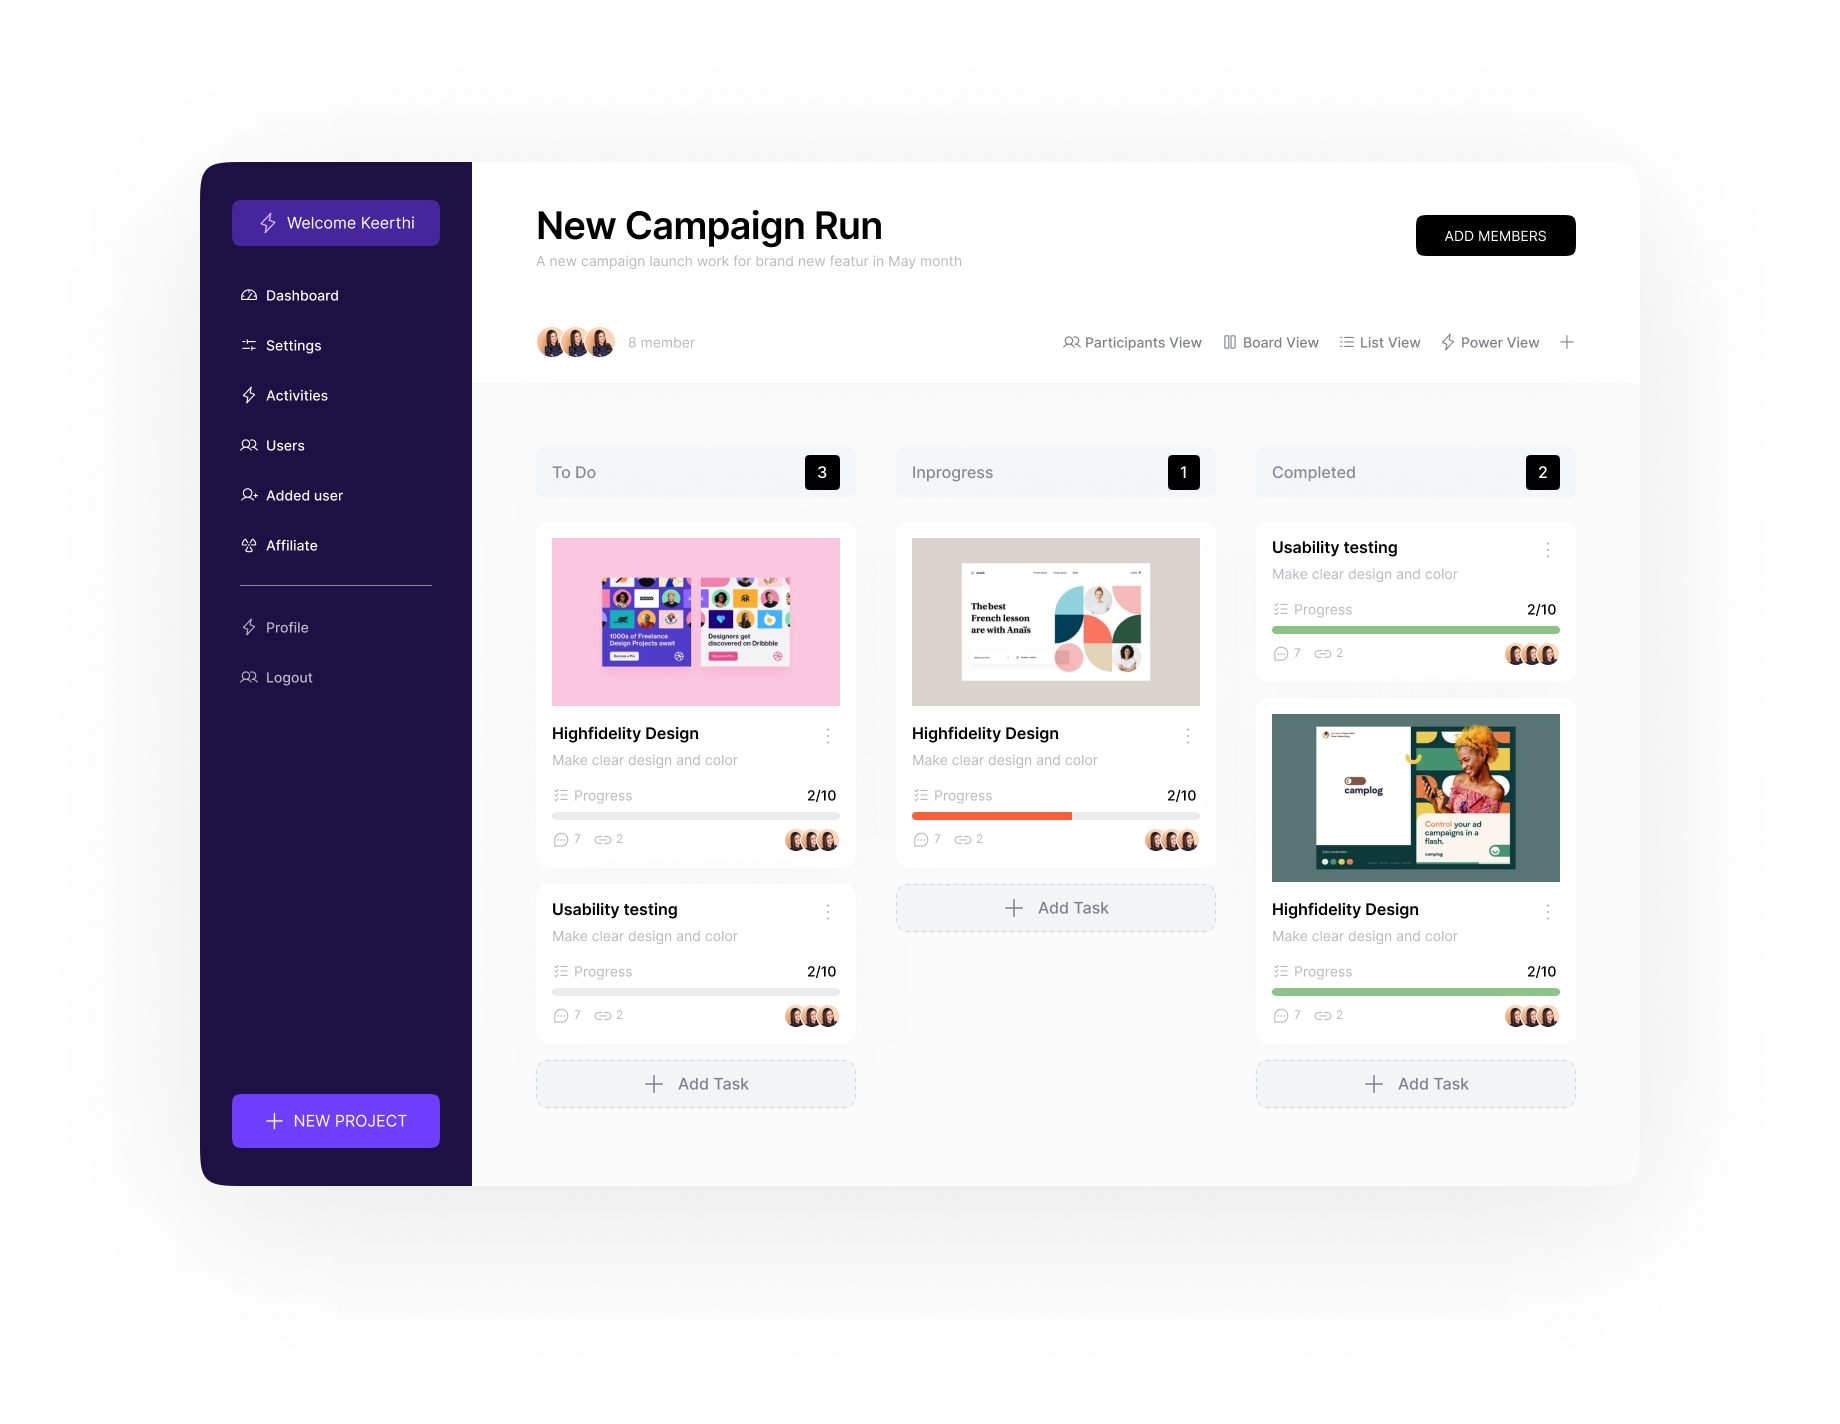 Welcome Keerthi
Dashboard
Settings
Activities
Users
Added user
Affiliate
Profile
Logout
NEW PROJECT
New Campaign Run
A new campaign launch work for brand new featur in May month
ADD MEMBERS
8 member
Participants View
Board View
List View
Power View
To Do 3
1000s of Freelance
Design Projects await
Become a Pro
Designers get
discovered on Dribbble
Become a Pro
Highfidelity Design
Make clear design and color
Progress 2/10
7 2
Usability testing
Make clear design and color
Progress 2/10
7 2
Add Task
Inprogress 1
The best
French lesson
are with Anaïs
Highfidelity Design
Make clear design and color
Progress 2/10
7 2
Add Task
Completed 2
Usability testing
Make clear design and color
Progress 2/10
7 2
camplog
Control your ad
campaigns in a
flash.
camplog
Highfidelity Design
Make clear design and color
Progress 2/10
7 2
Add Task